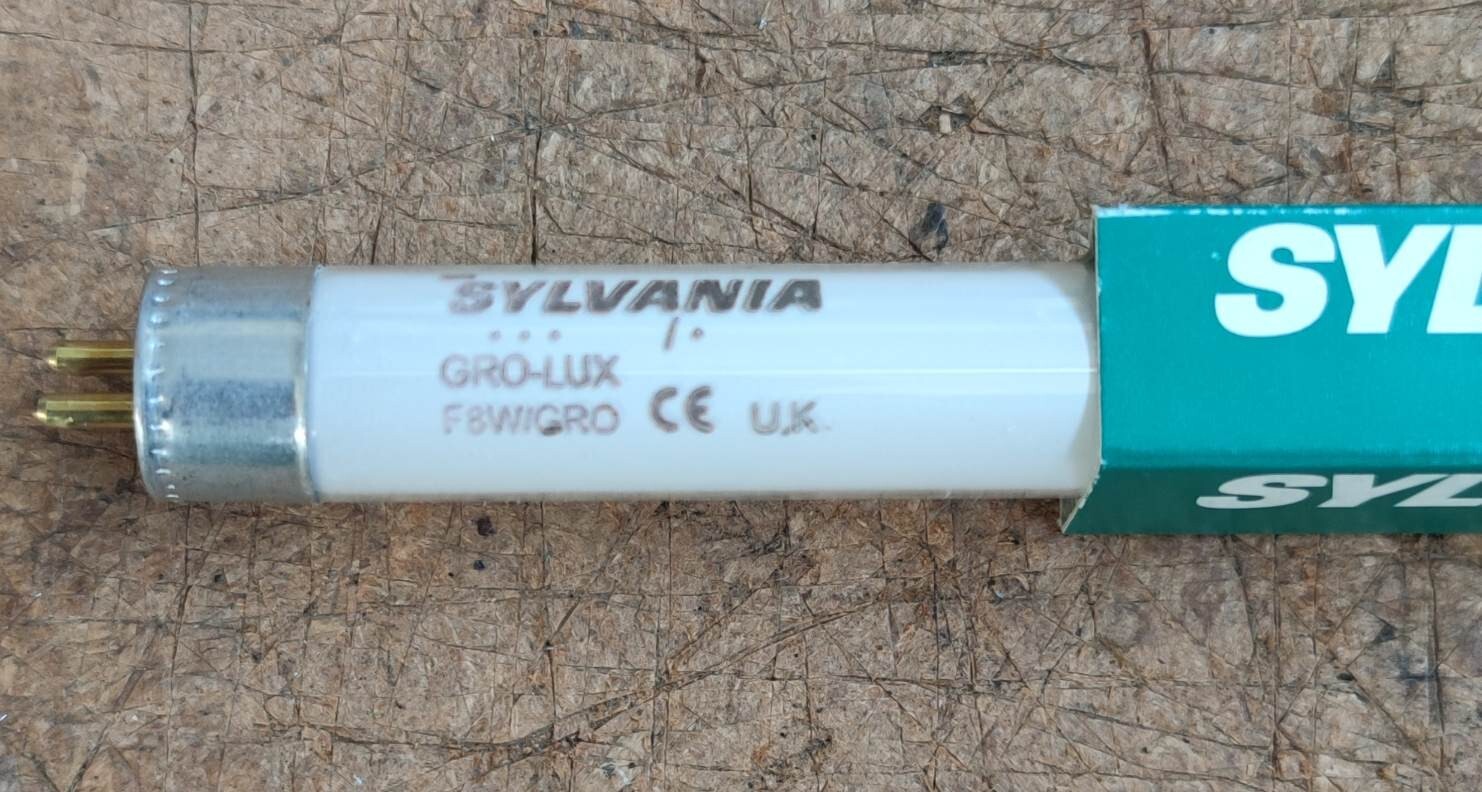 SYLVANIA
GRO-LUX
F8W/GRO CE U.K.
SYL
SYL